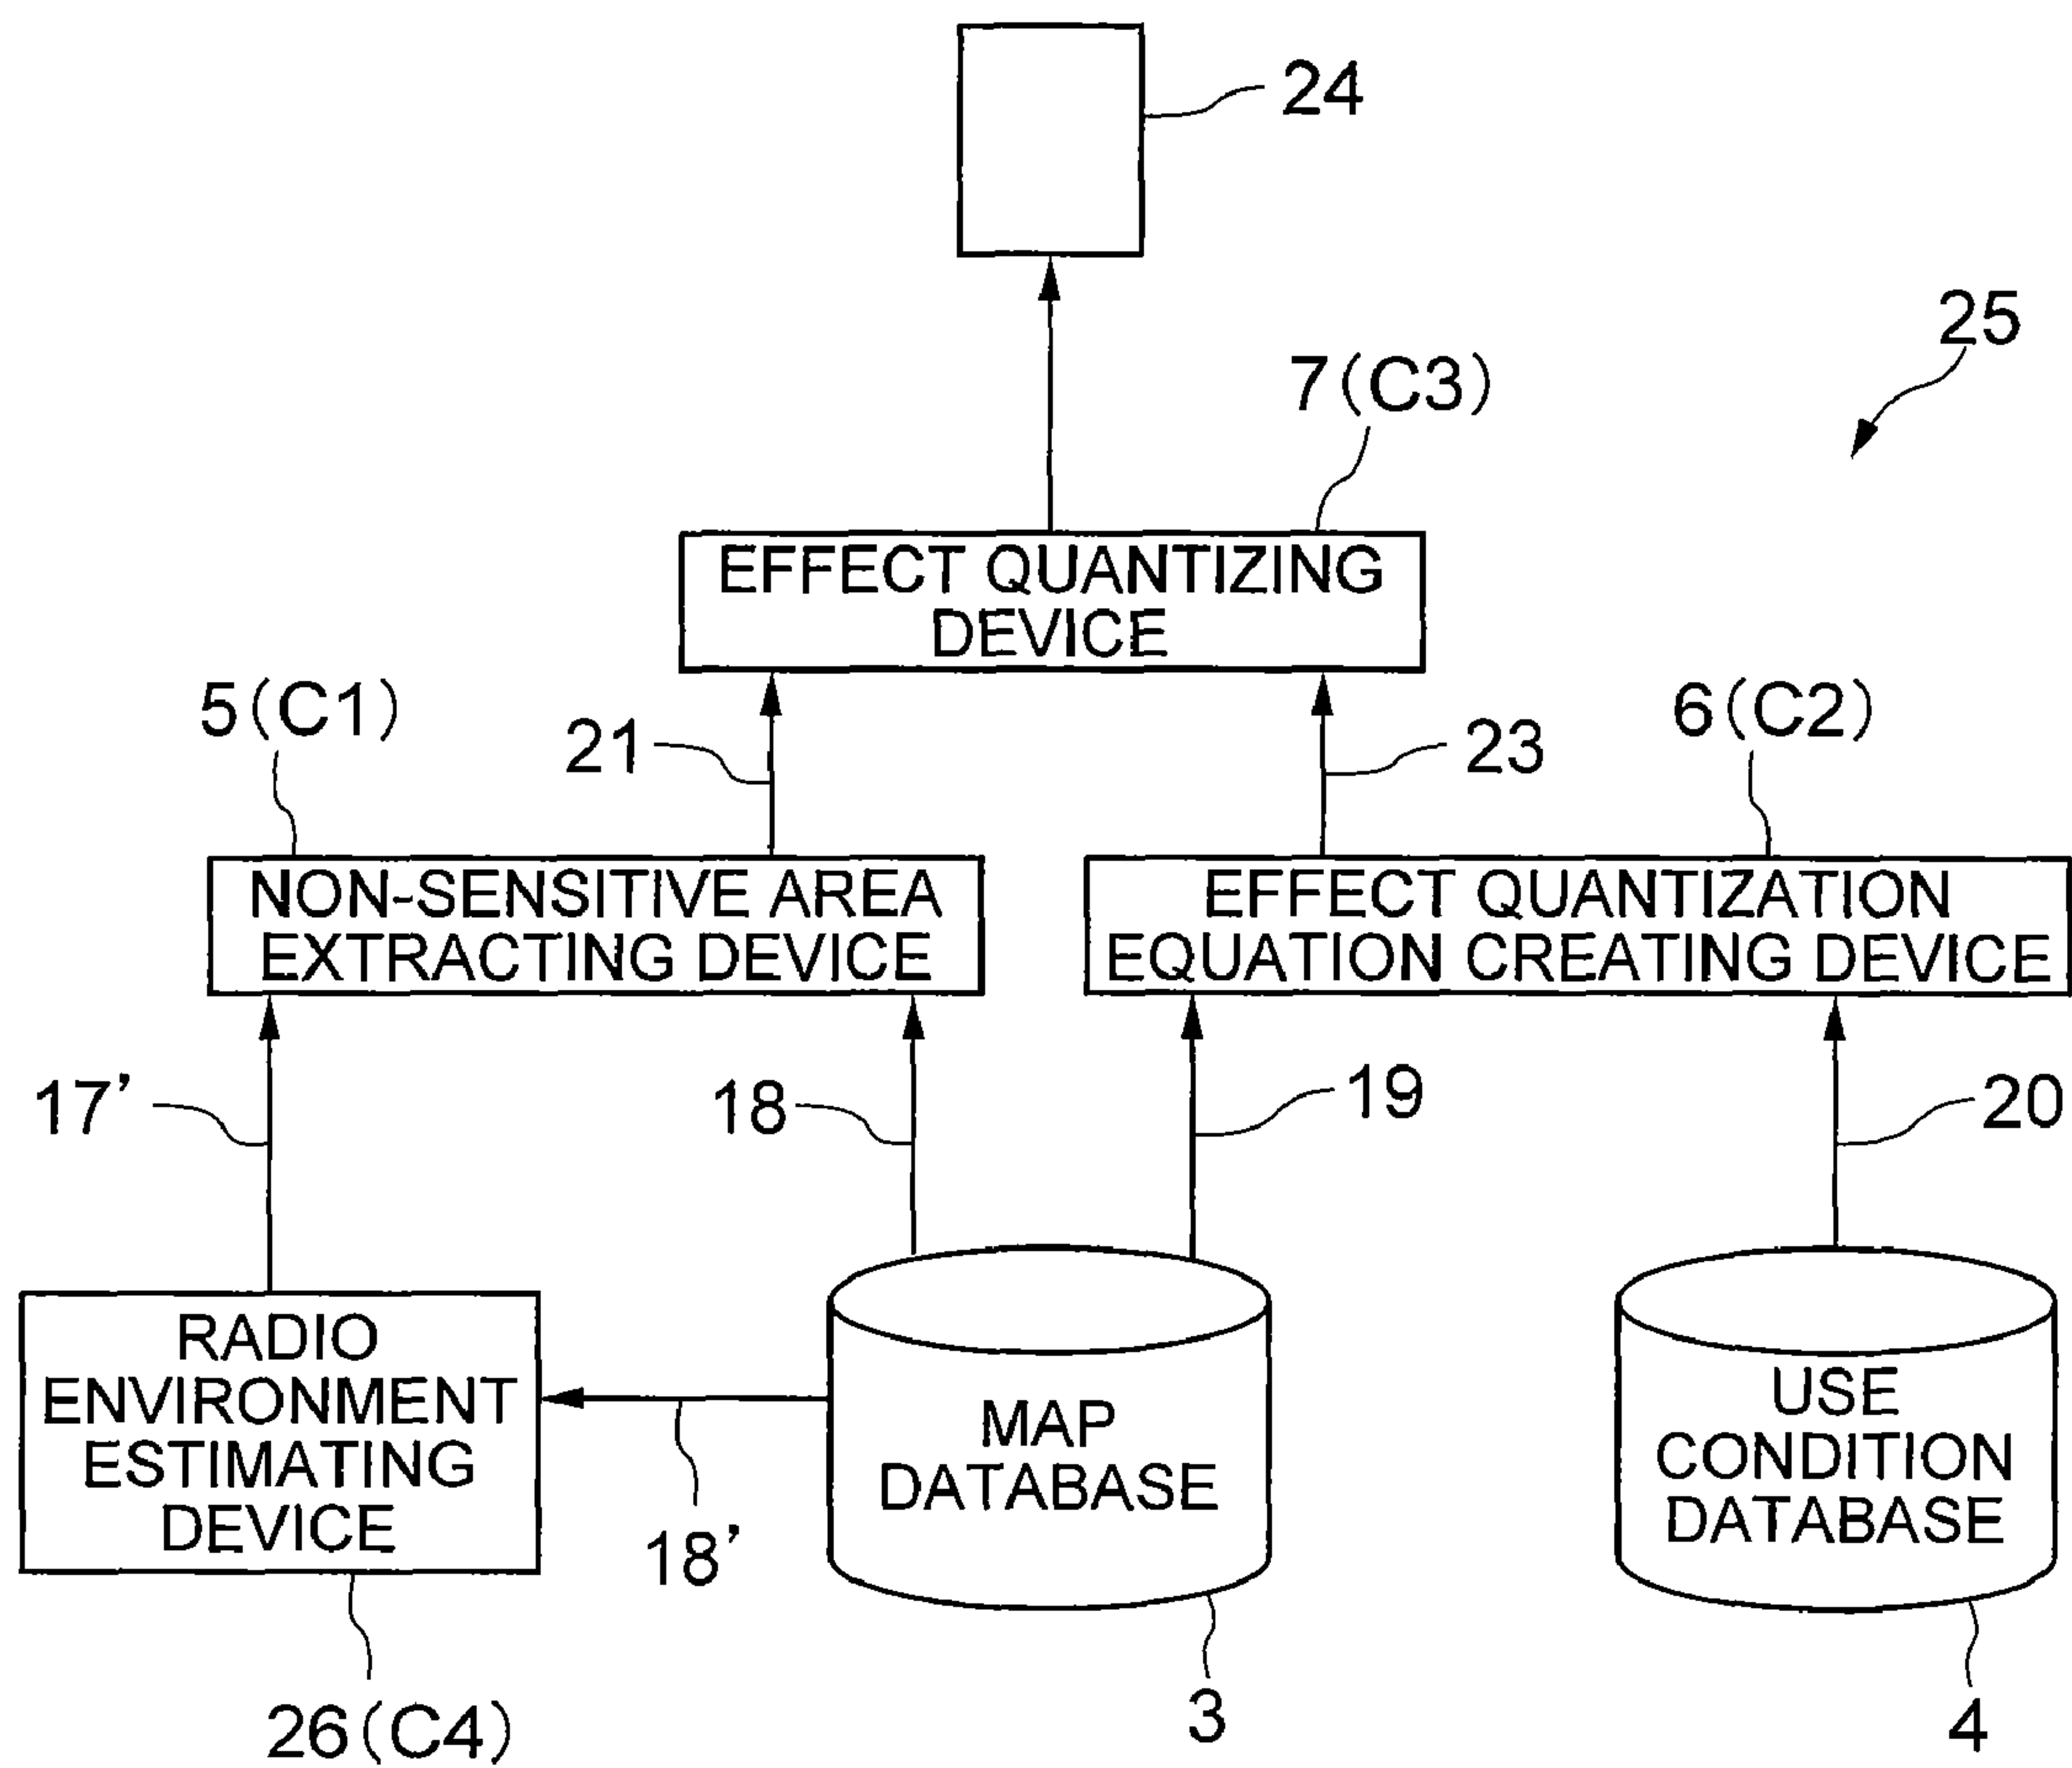 24
25
7(C3)
EFFECT QUANTIZING
DEVICE
5(C1)
21
23
6(C2)
NON-SENSITIVE AREA
EXTRACTING DEVICE
EFFECT QUANTIZATION
EQUATION CREATING DEVICE
17’
18
19
20
RADIO
ENVIRONMENT
ESTIMATING
DEVICE
18’
MAP
DATABASE
USE
CONDITION
DATABASE
26(C4)
3
4